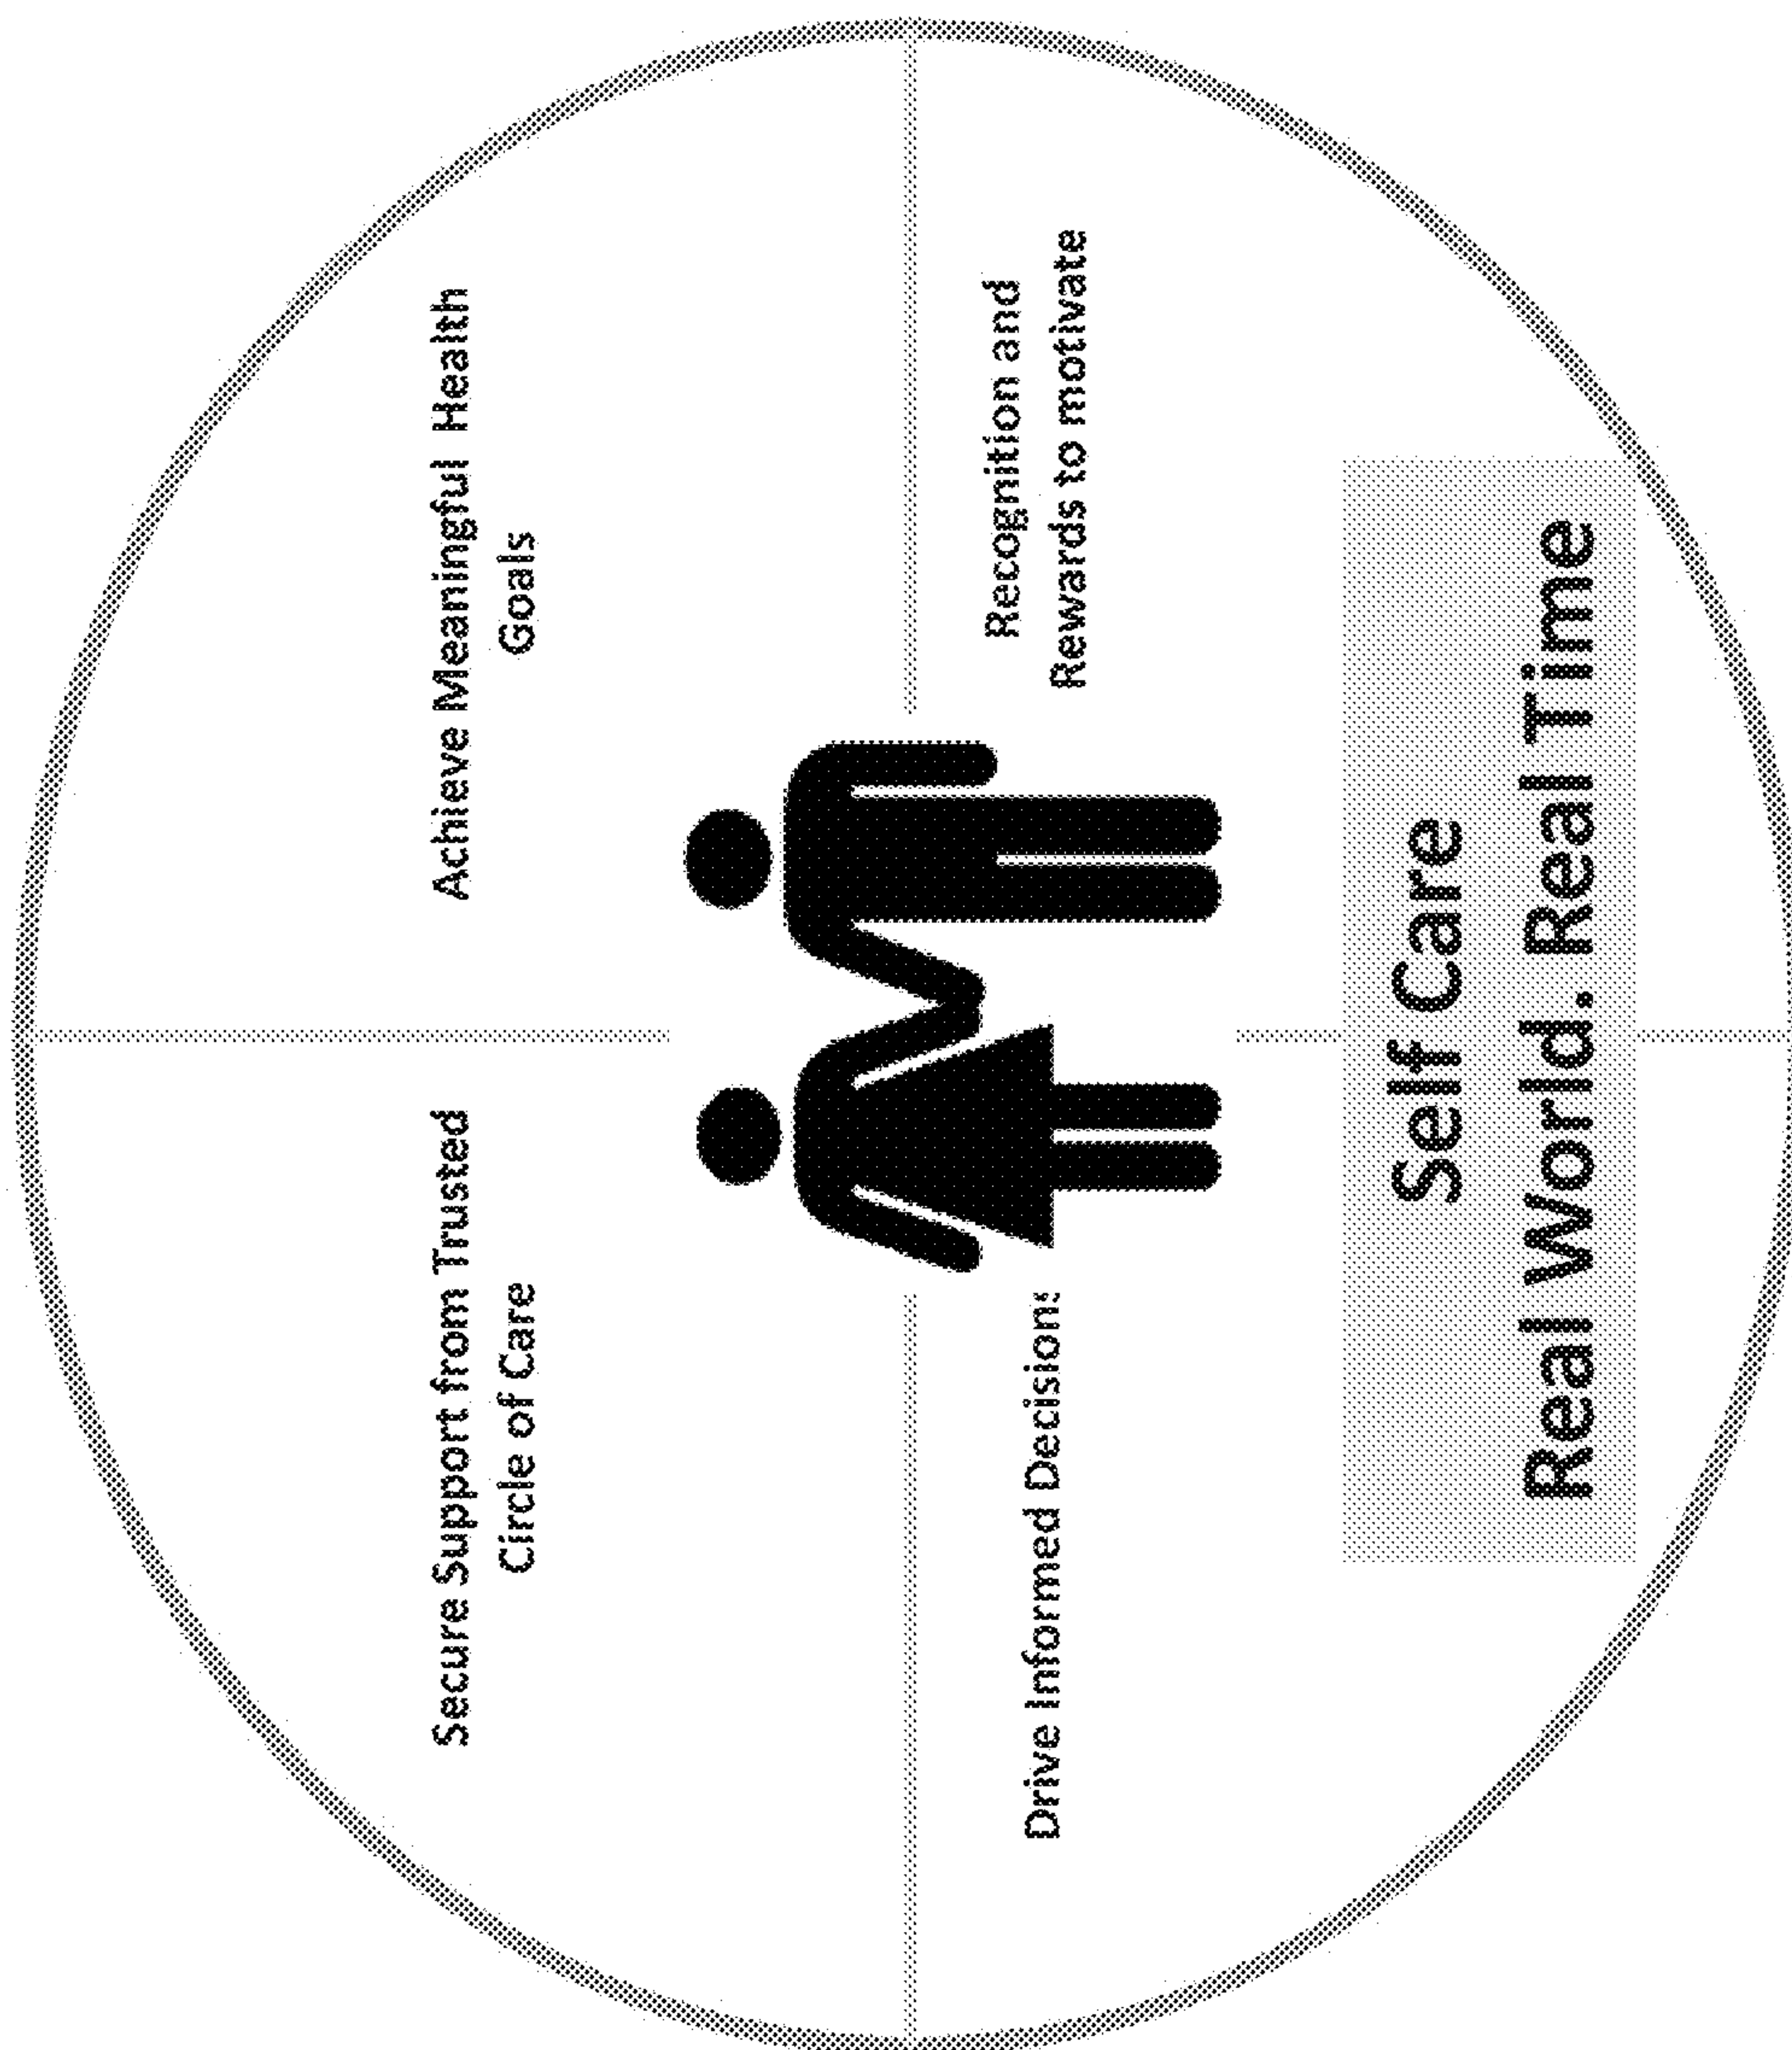 Secure Support from Trusted
Circle of Care
Achieve Meaningful Health
Goals
Drive Informed Decisions
Recognition and
Rewards to motivate
Self Care
Real World. Real Time